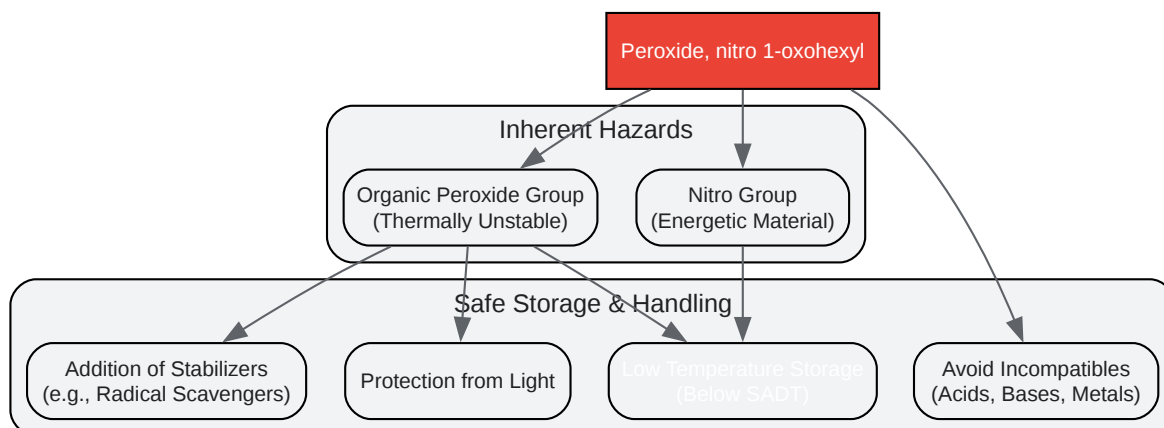 Peroxide, nitro 1-oxohexyl
Inherent Hazards
Organic Peroxide Group
(Thermally Unstable)
Nitro Group
(Energetic Material)
Safe Storage & Handling
Addition of Stabilizers
(e.g., Radical Scavengers)
Protection from Light
Low Temperature Storage
(Below SADT)
Avoid Incompatibles
(Acids, Bases, Metals)